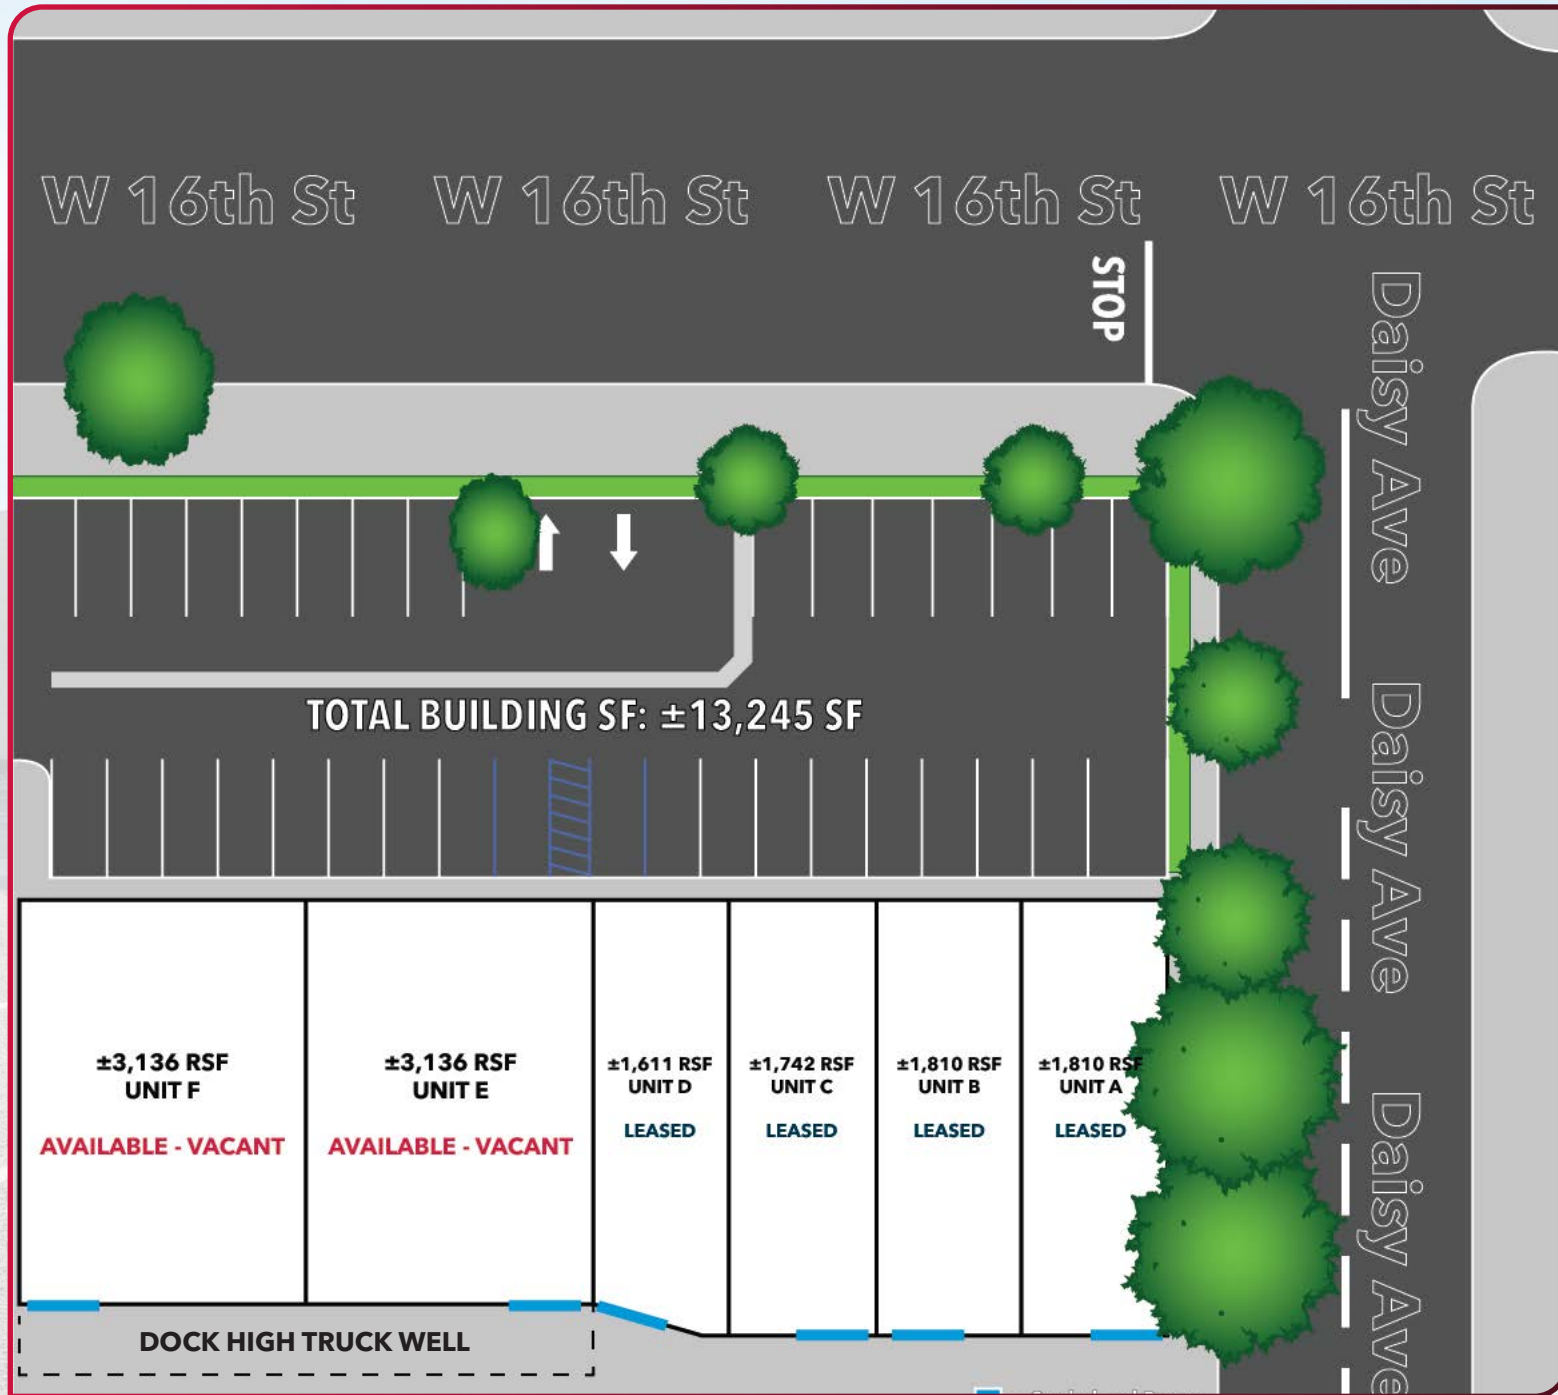 W 16th St W 16th St W 16th St W 16th St
STOP
Daisy Ave
Daisy Ave
Daisy Ave
TOTAL BUILDING SF: ±13,245 SF
±3,136 RSF
UNIT F
AVAILABLE - VACANT
±3,136 RSF
UNIT E
AVAILABLE - VACANT
±1,611 RSF
UNIT D
LEASED
±1,742 RSF
UNIT C
LEASED
±1,810 RSF
UNIT B
LEASED
±1,810 RSF
UNIT A
LEASED
DOCK HIGH TRUCK WELL